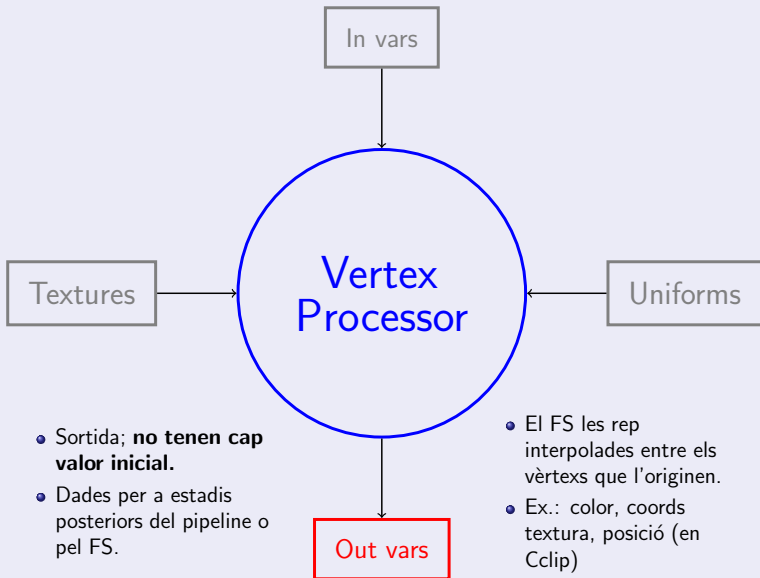 In vars
Textures
Vertex
Processor
Uniforms
Sortida; no tenen cap
valor inicial.
Dades per a estadis
posteriors del pipeline o
pel FS.
El FS les rep
interpolades entre els
vèrtexs que l'originen.
Ex.: color, coords
textura, posició (en
Cclip)
Out vars